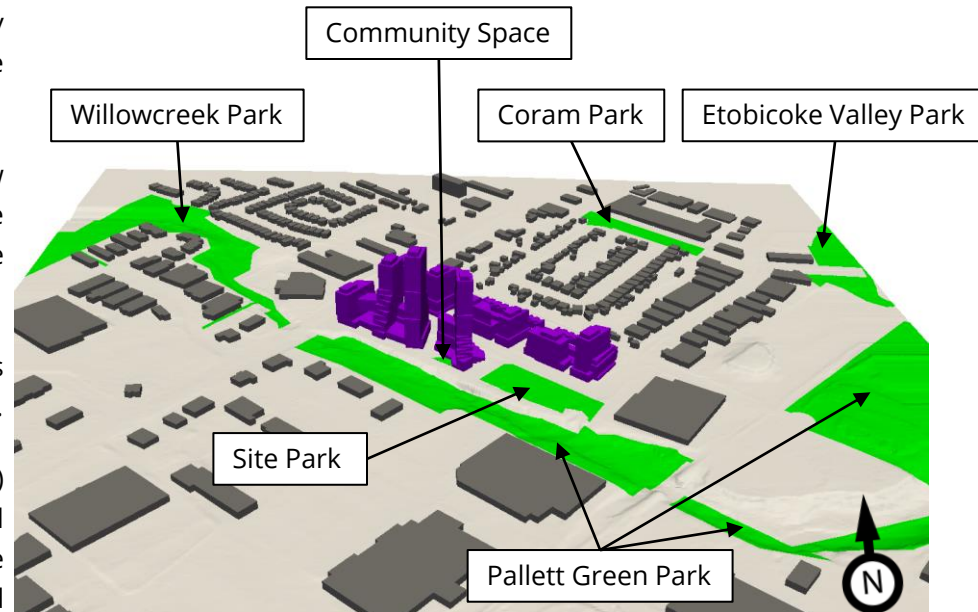 Community Space
Willowcreek Park
Coram Park
Etobicoke Valley Park
Site Park
Pallett Green Park
N